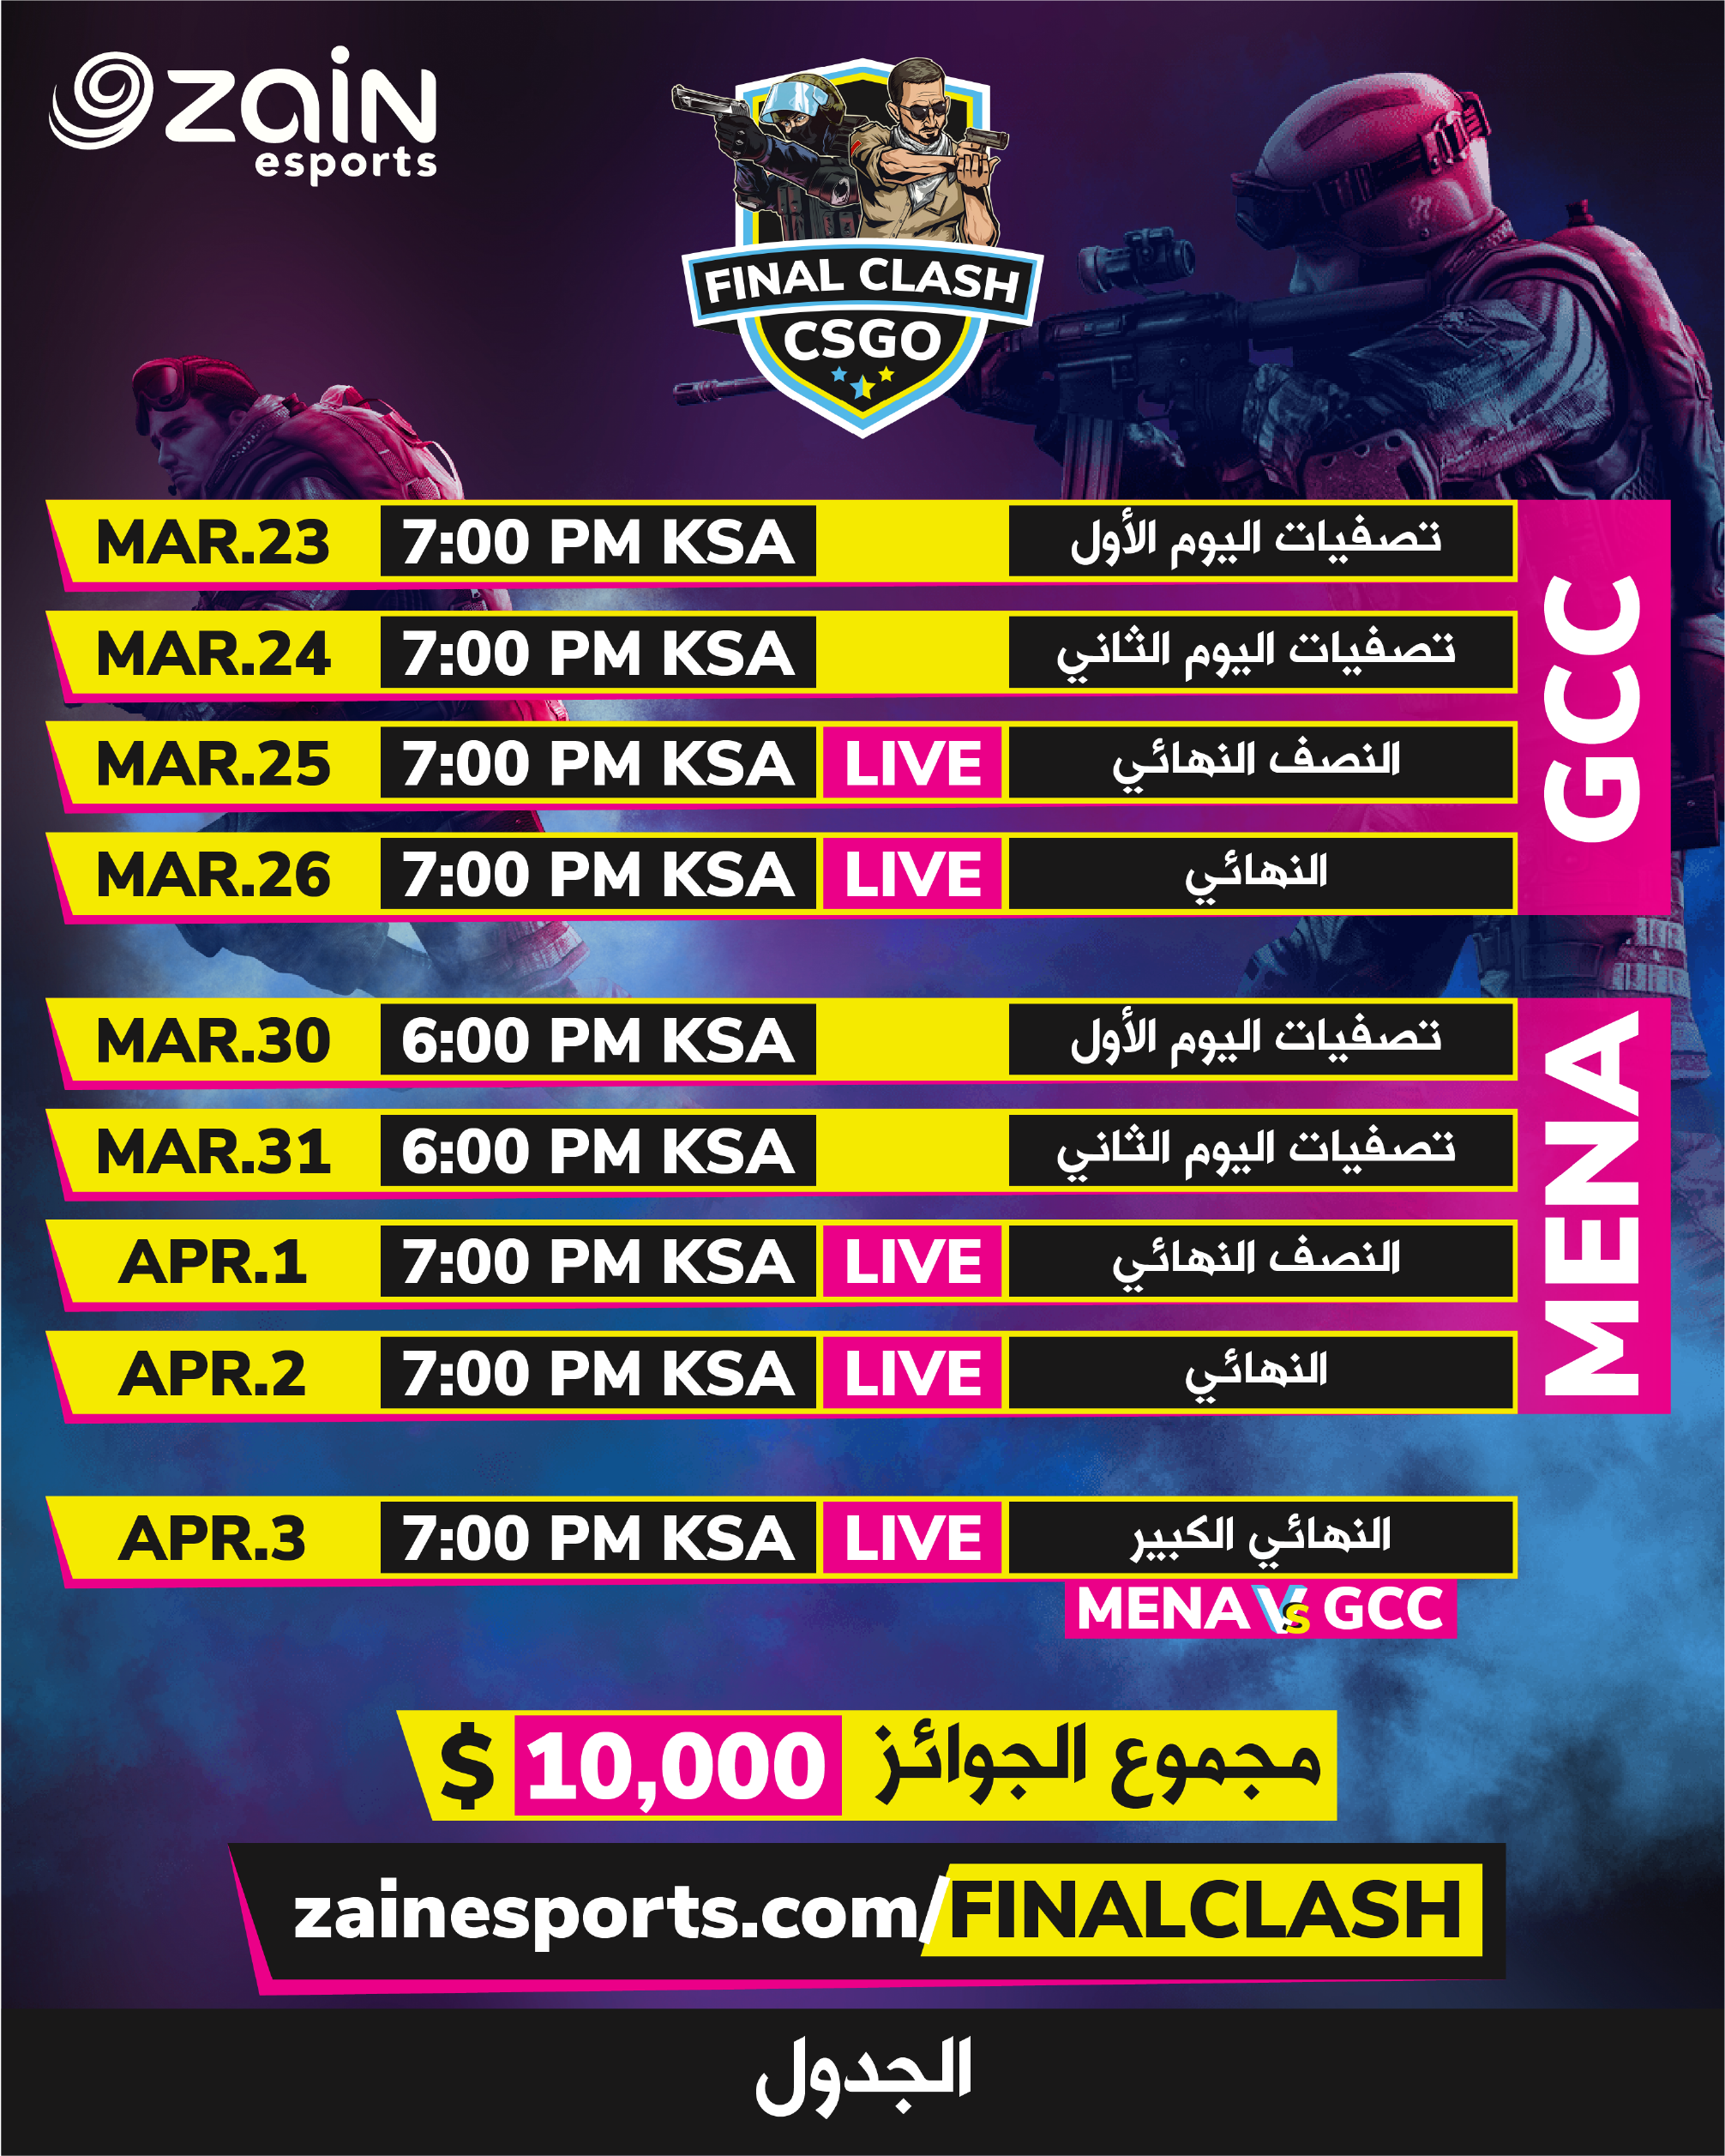 zain
esports
FINAL CLASH
CSGO
MAR.23 7:00 PM KSA تصفيات اليوم الأول
MAR.24 7:00 PM KSA تصفيات اليوم الثاني
MAR.25 7:00 PM KSA LIVE النصف النهائي
MAR.26 7:00 PM KSA LIVE النهائي
GCC
MAR.30 6:00 PM KSA تصفيات اليوم الأول
MAR.31 6:00 PM KSA تصفيات اليوم الثاني
APR.1 7:00 PM KSA LIVE النصف النهائي
APR.2 7:00 PM KSA LIVE النهائي
MENA
APR.3 7:00 PM KSA LIVE النهائي الكبير
MENA Vs GCC
مجموع الجوائز 10,000 $
zainesports.com/FINALCLASH
الجدول